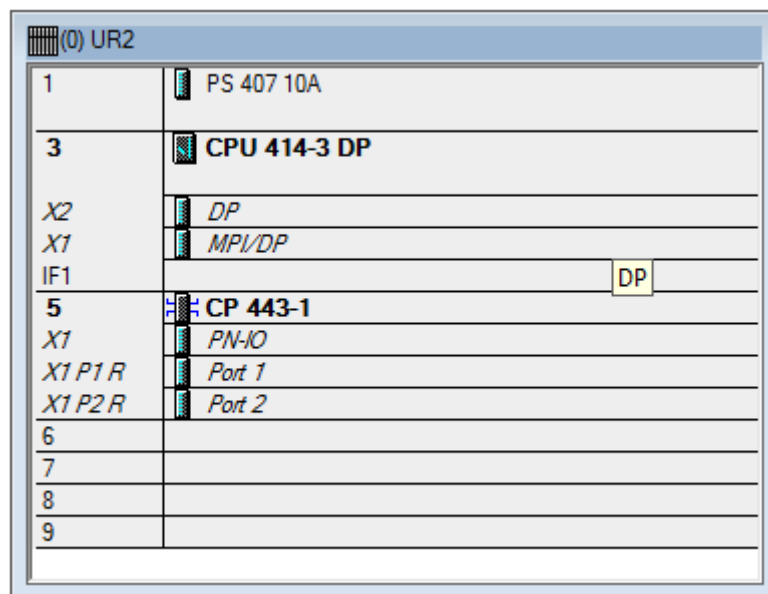 (0) UR2
1 PS 407 10A
3 CPU 414-3 DP
X2 DP
X1 MPI/DP
IF1 DP
5 CP 443-1
X1 PN-IO
X1 P1 R Port 1
X1 P2 R Port 2
6
7
8
9